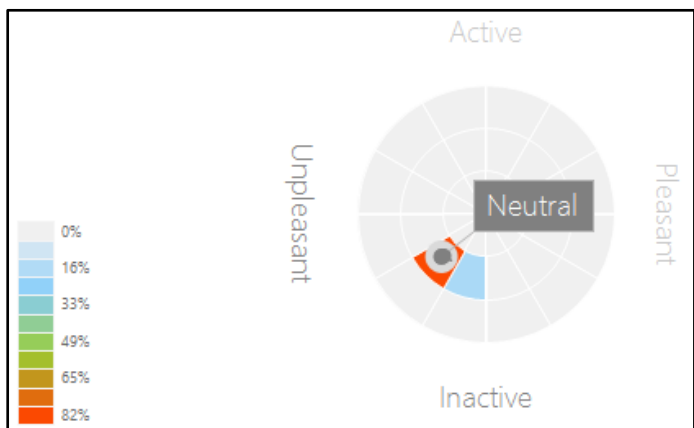 Active
Unpleasant
Pleasant
Neutral
Inactive
0%
16%
33%
49%
65%
82%